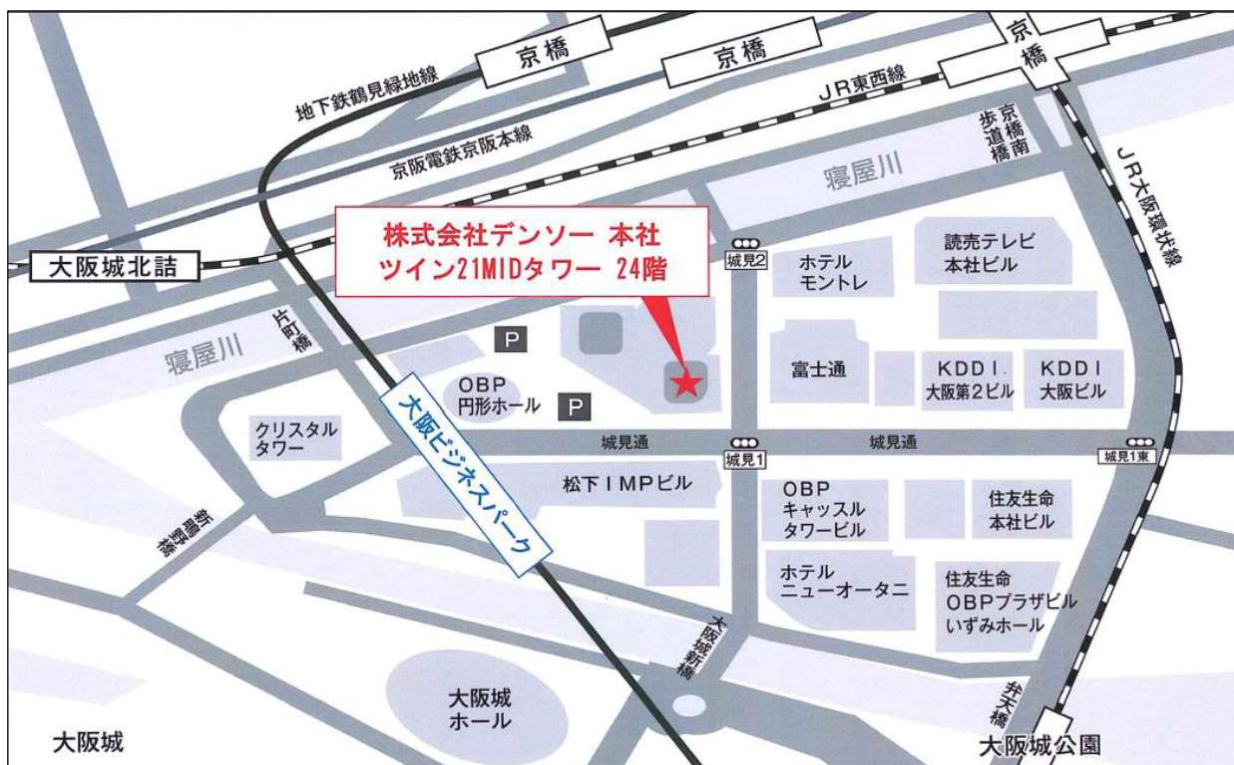 京橋
京橋
京橋
地下鉄鶴見緑地線
京阪電鉄京阪本線
JR東西線
京橋南
歩道橋
寝屋川
JR大阪環状線
株式会社デンソー 本社
ツイン21MIDタワー 24階
大阪城北詰
城見2
ホテル
モントレ
読売テレビ
本社ビル
片町橋
寝屋川
P
P
OBP
円形ホール
富士通
KDDI
大阪第2ビル
KDDI
大阪ビル
大阪ビジネスパーク
クリスタル
タワー
城見通
城見通
城見1
城見1東
松下IMPビル
OBP
キャッスル
タワービル
住友生命
本社ビル
新鴫野橋
ホテル
ニューオータニ
住友生命
OBPプラザビル
いずみホール
大阪城新橋
大阪城
ホール
弁天橋
大阪城
大阪城公園